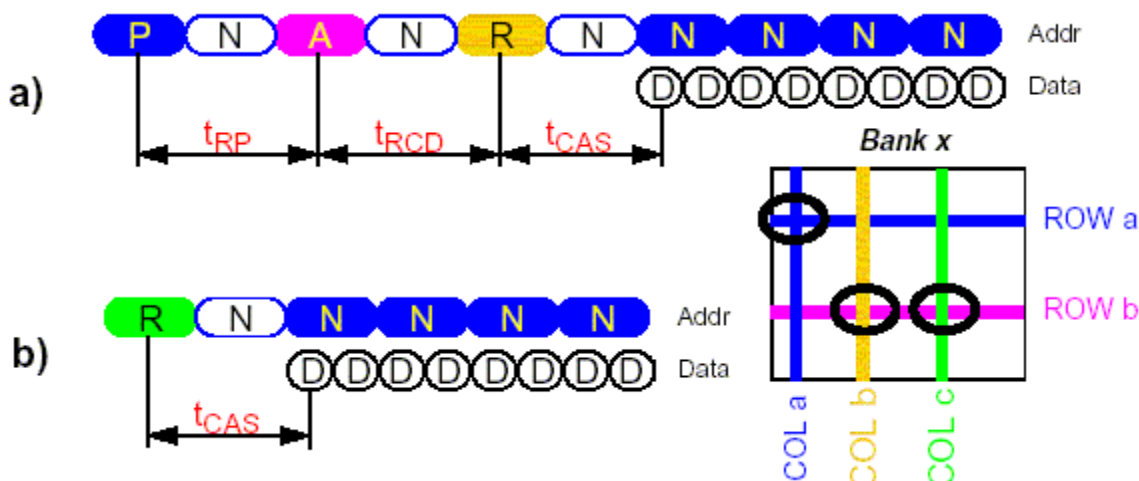 P N A N R N N N N N Addr
a) D D D D D D D D Data
tRP tRCD tCAS
Bank x
ROW a
R N N N N N Addr
ROW b
b) D D D D D D D D Data
tCAS
COL a COL b COL c